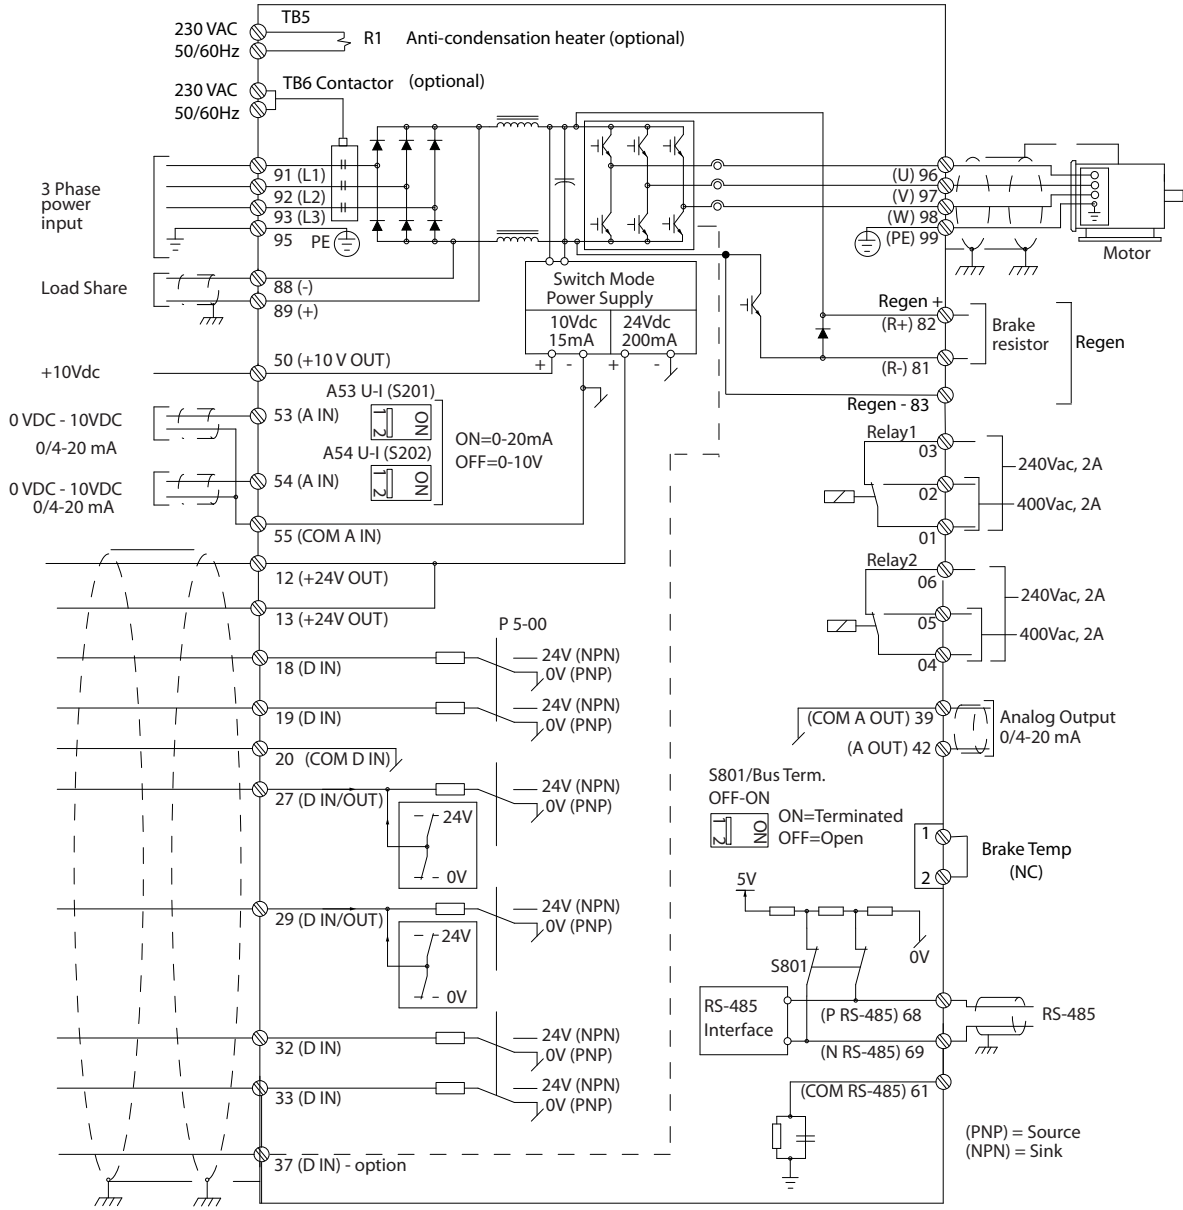 TB5
230 VAC
50/60Hz
R1 Anti-condensation heater (optional)
TB6 Contactor (optional)
230 VAC
50/60Hz
3 Phase
power
input
91 (L1)
92 (L2)
93 (L3)
95 PE
(U) 96
(V) 97
(W) 98
(PE) 99
Motor
Load Share
88 (-)
89 (+)
Switch Mode
Power Supply
10Vdc
15mA
24Vdc
200mA
+ - + -
Regen +
(R+) 82
Brake
resistor
Regen
(R-) 81
Regen - 83
+10Vdc
50 (+10 V OUT)
0 VDC - 10VDC
0/4-20 mA
53 (A IN)
A53 U-I (S201)
1 2 ON
A54 U-I (S202)
1 2 ON
ON=0-20mA
OFF=0-10V
0 VDC - 10VDC
0/4-20 mA
54 (A IN)
55 (COM A IN)
Relay1
03
02
01
240Vac, 2A
400Vac, 2A
12 (+24V OUT)
13 (+24V OUT)
Relay2
06
05
04
240Vac, 2A
400Vac, 2A
P 5-00
18 (D IN)
24V (NPN)
0V (PNP)
19 (D IN)
24V (NPN)
0V (PNP)
20 (COM D IN)
27 (D IN/OUT)
24V (NPN)
0V (PNP)
24V
0V
29 (D IN/OUT)
24V (NPN)
0V (PNP)
24V
0V
32 (D IN)
24V (NPN)
0V (PNP)
33 (D IN)
24V (NPN)
0V (PNP)
37 (D IN) - option
(COM A OUT) 39
(A OUT) 42
Analog Output
0/4-20 mA
S801/Bus Term.
OFF-ON
1 2 ON
ON=Terminated
OFF=Open
1
2
Brake Temp
(NC)
5V
0V
S801
RS-485
Interface
(P RS-485) 68
(N RS-485) 69
RS-485
(COM RS-485) 61
(PNP) = Source
(NPN) = Sink